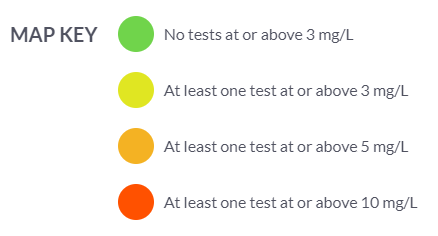 MAP KEY
No tests at or above 3 mg/L
At least one test at or above 3 mg/L
At least one test at or above 5 mg/L
At least one test at or above 10 mg/L